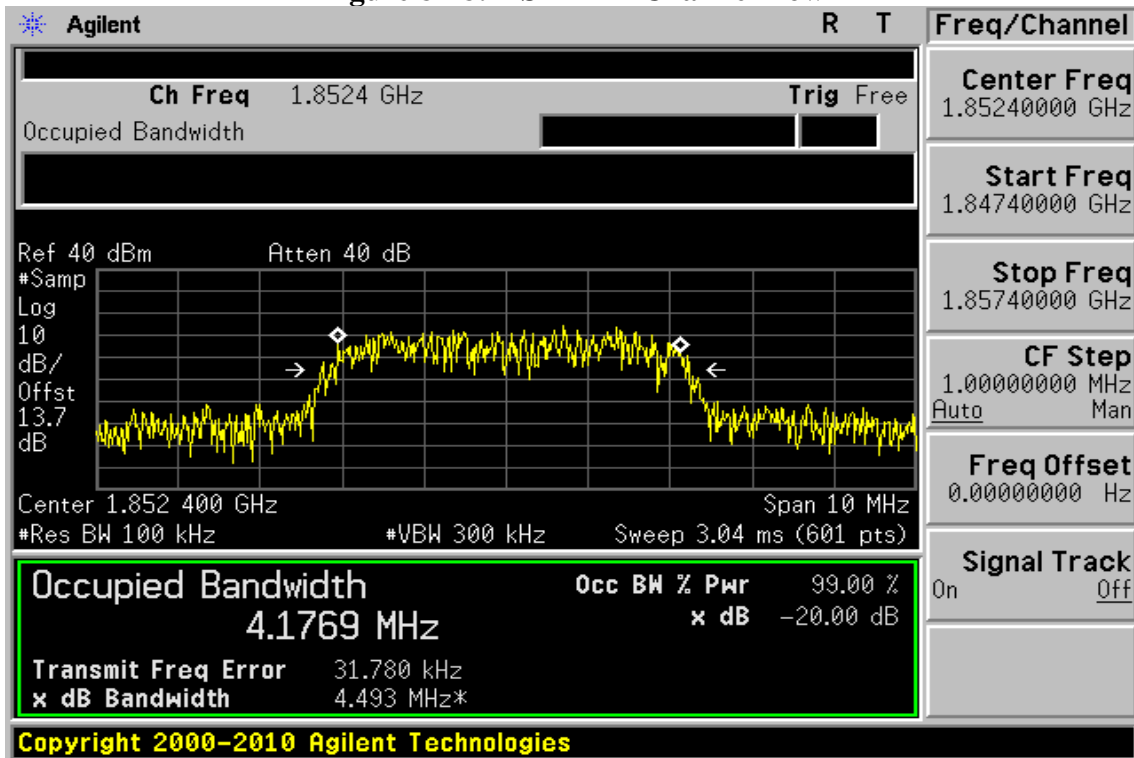 Agilent R T
Ch Freq 1.8524 GHz Trig Free
Occupied Bandwidth
Ref 40 dBm Atten 40 dB
#Samp
Log
10
dB/
Offst
13.7
dB
Center 1.852 400 GHz Span 10 MHz
#Res BW 100 kHz #VBW 300 kHz Sweep 3.04 ms (601 pts)
Occupied Bandwidth Occ BW % Pwr 99.00 %
4.1769 MHz x dB -20.00 dB
Transmit Freq Error 31.780 kHz
x dB Bandwidth 4.493 MHz*
Copyright 2000-2010 Agilent Technologies
Freq/Channel
Center Freq
1.85240000 GHz
Start Freq
1.84740000 GHz
Stop Freq
1.85740000 GHz
CF Step
1.00000000 MHz
Auto Man
Freq Offset
0.00000000 Hz
Signal Track
On Off